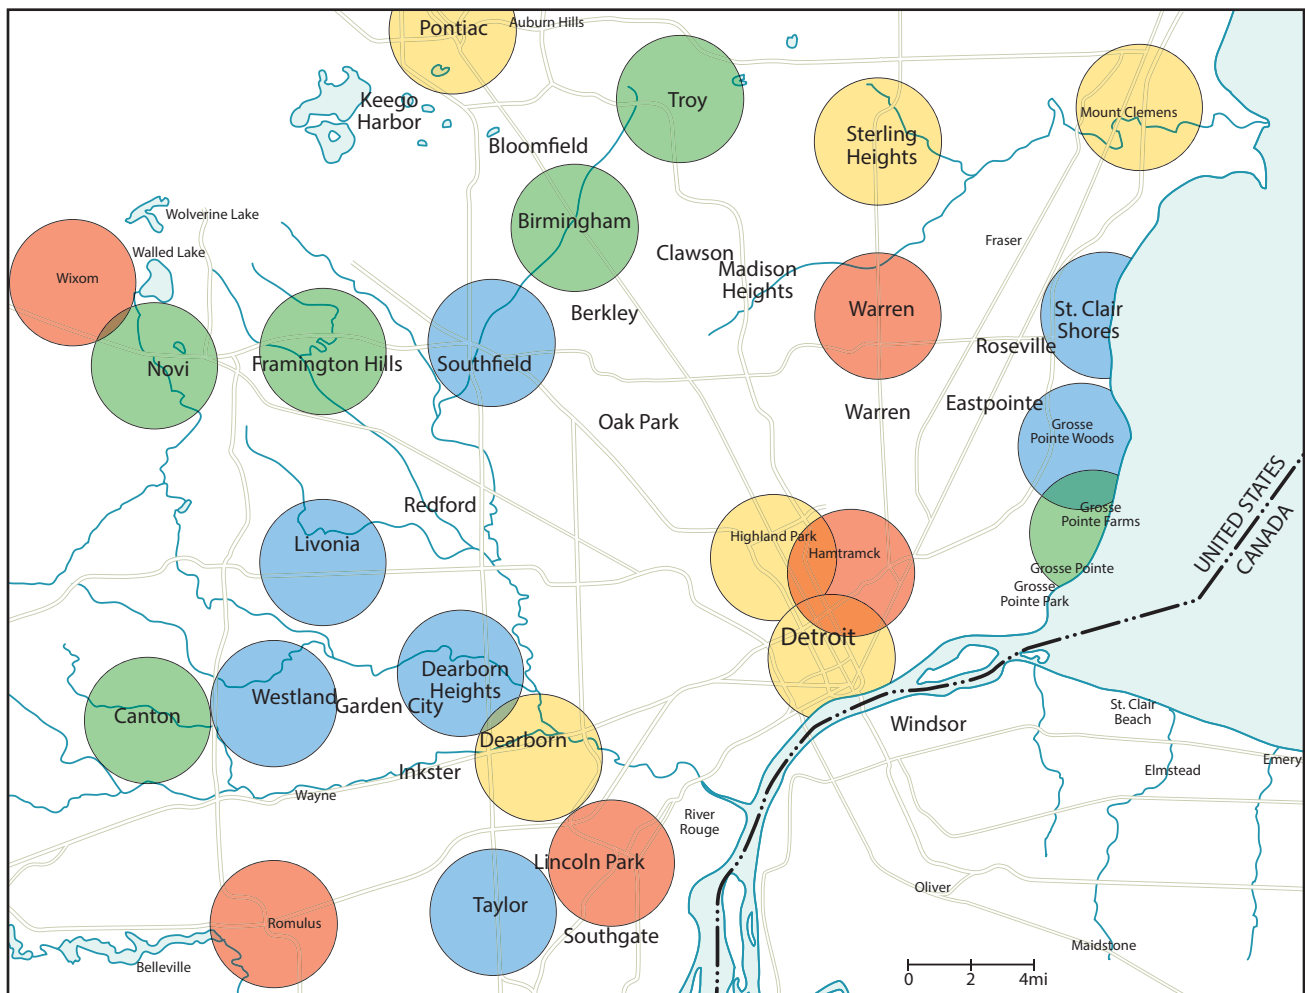 Pontiac
Auburn Hills
Keego
Harbor
Troy
Mount Clemens
Sterling
Heights
Bloomfield
Wolverine Lake
Birmingham
Walled Lake
Clawson
Fraser
Madison
Heights
Wixom
Berkley
Warren
St. Clair
Shores
Roseville
Novi
Framington Hills
Southfield
Oak Park
Warren
Eastpointe
Grosse
Pointe Woods
Redford
Grosse
Pointe Farms
UNITED STATES
CANADA
Livonia
Highland Park
Hamtramck
Grosse Pointe
Grosse
Pointe Park
Detroit
Dearborn
Heights
Westland
Garden City
Canton
Windsor
St. Clair
Beach
Dearborn
Inkster
Elmstead
Emery
Wayne
River
Rouge
Lincoln Park
Taylor
Oliver
Romulus
Southgate
Maidstone
Belleville
0 2 4mi